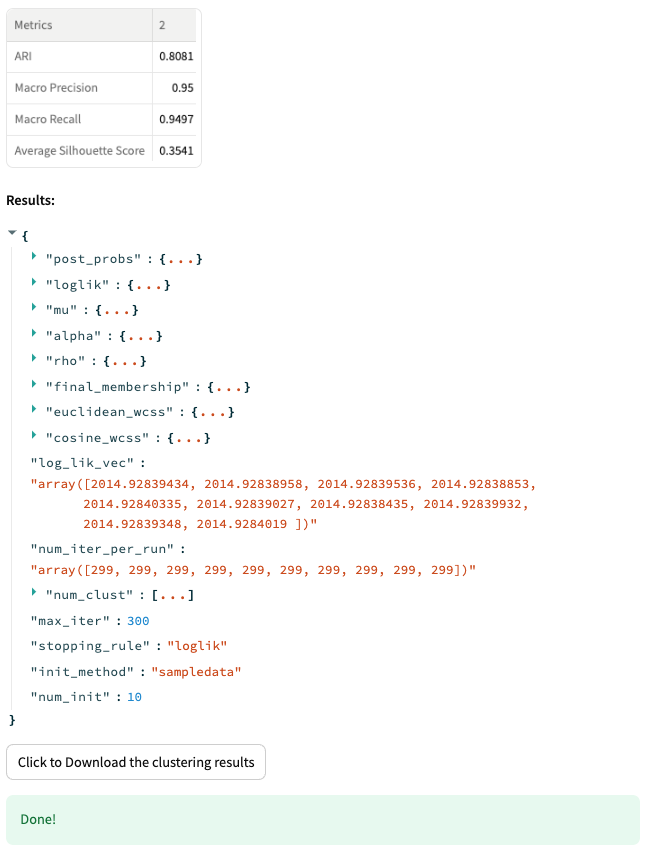 Metrics 2
ARI 0.8081
Macro Precision 0.95
Macro Recall 0.9497
Average Silhouette Score 0.3541
Results:
{
"post_probs" : {...}
"loglik" : {...}
"mu" : {...}
"alpha" : {...}
"rho" : {...}
"final_membership" : {...}
"euclidean_wcss" : {...}
"cosine_wcss" : {...}
"log_lik_vec" :
"array([2014.92839434, 2014.92838958, 2014.92839536, 2014.92838853,
2014.92840335, 2014.92839027, 2014.92838435, 2014.92839932,
2014.92839348, 2014.9284019 ])"
"num_iter_per_run" :
"array([299, 299, 299, 299, 299, 299, 299, 299, 299, 299])"
"num_clust" : [...]
"max_iter" : 300
"stopping_rule" : "loglik"
"init_method" : "sampledata"
"num_init" : 10
}
Click to Download the clustering results
Done!